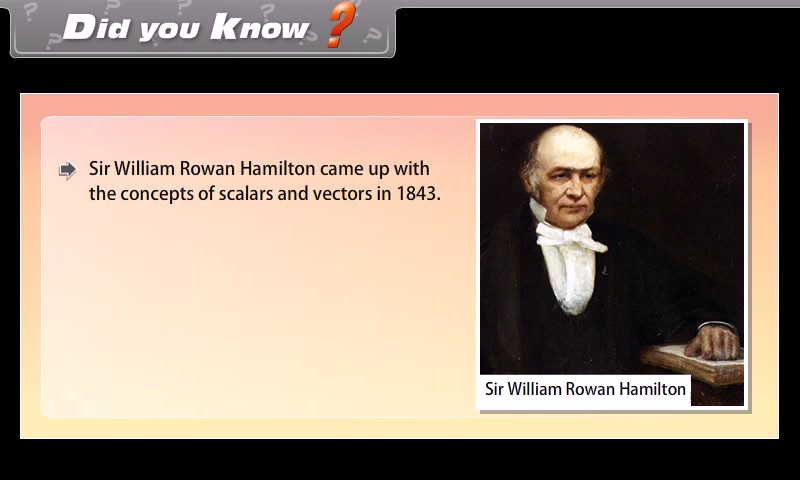 Did you Know ?
Sir William Rowan Hamilton came up with
the concepts of scalars and vectors in 1843.
Sir William Rowan Hamilton